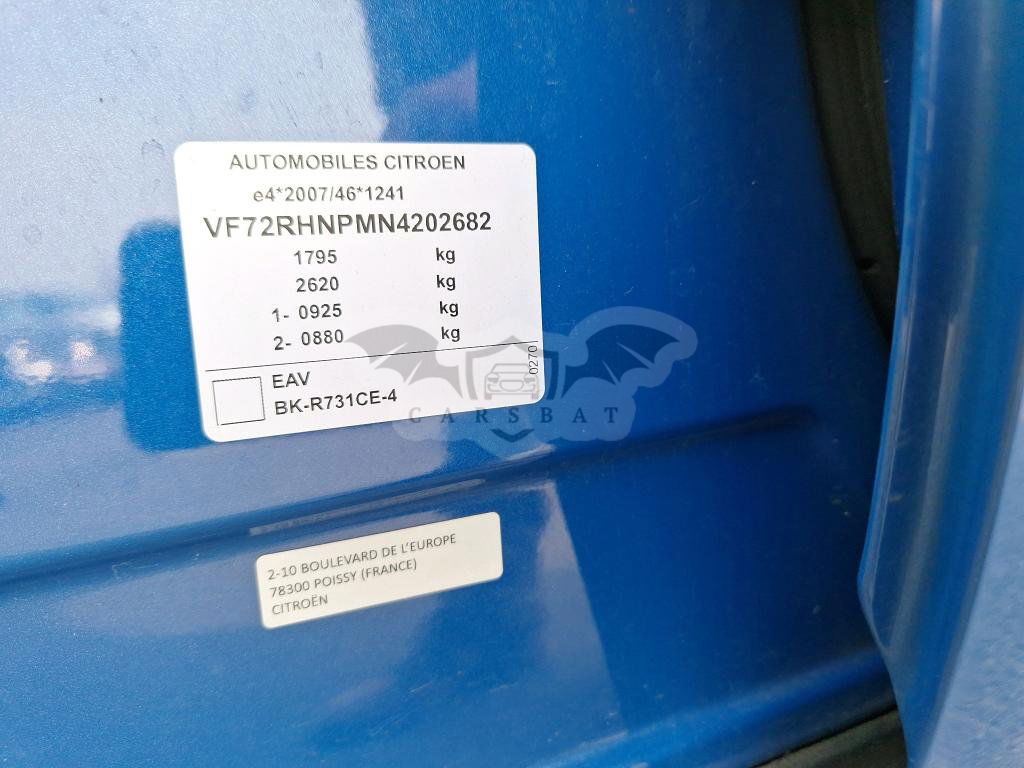 AUTOMOBILES CITROEN
e4*2007/46*1241
VF72RHNPMN4202682
1795 kg
2620 kg
1- 0925 kg
2- 0880 kg
0270
EAV
BK-R731CE-4
CARSBAT
2-10 BOULEVARD DE L'EUROPE
78300 POISSY (FRANCE)
CITROËN